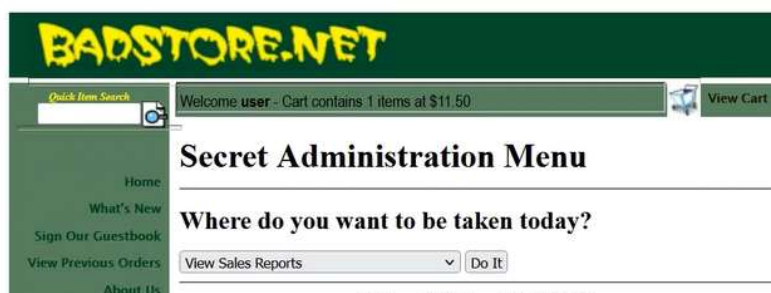 BADSTORE.NET
Quick Item Search
Welcome user - Cart contains 1 items at $11.50
View Cart
Secret Administration Menu
Home
What's New
Sign Our Guestbook
View Previous Orders
About Us
Where do you want to be taken today?
View Sales Reports
Do It